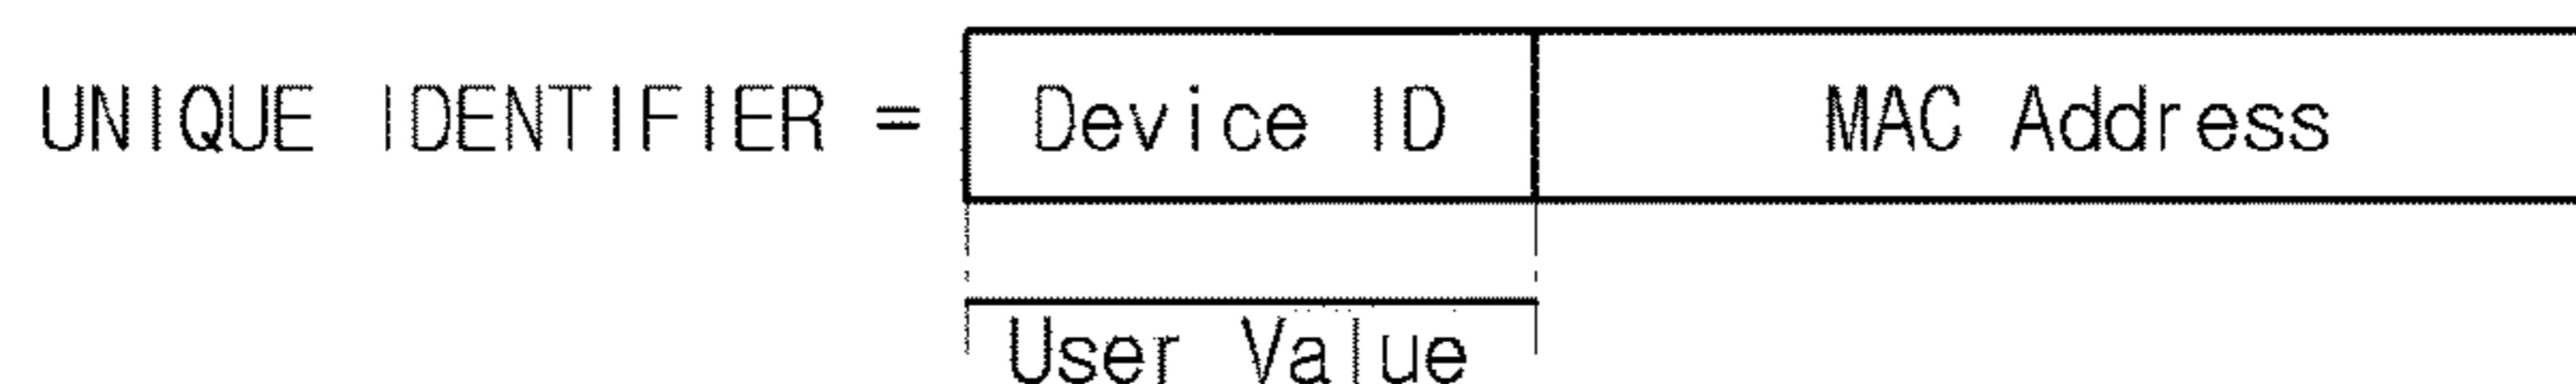 UNIQUE IDENTIFIER = Device ID MAC Address
User Value